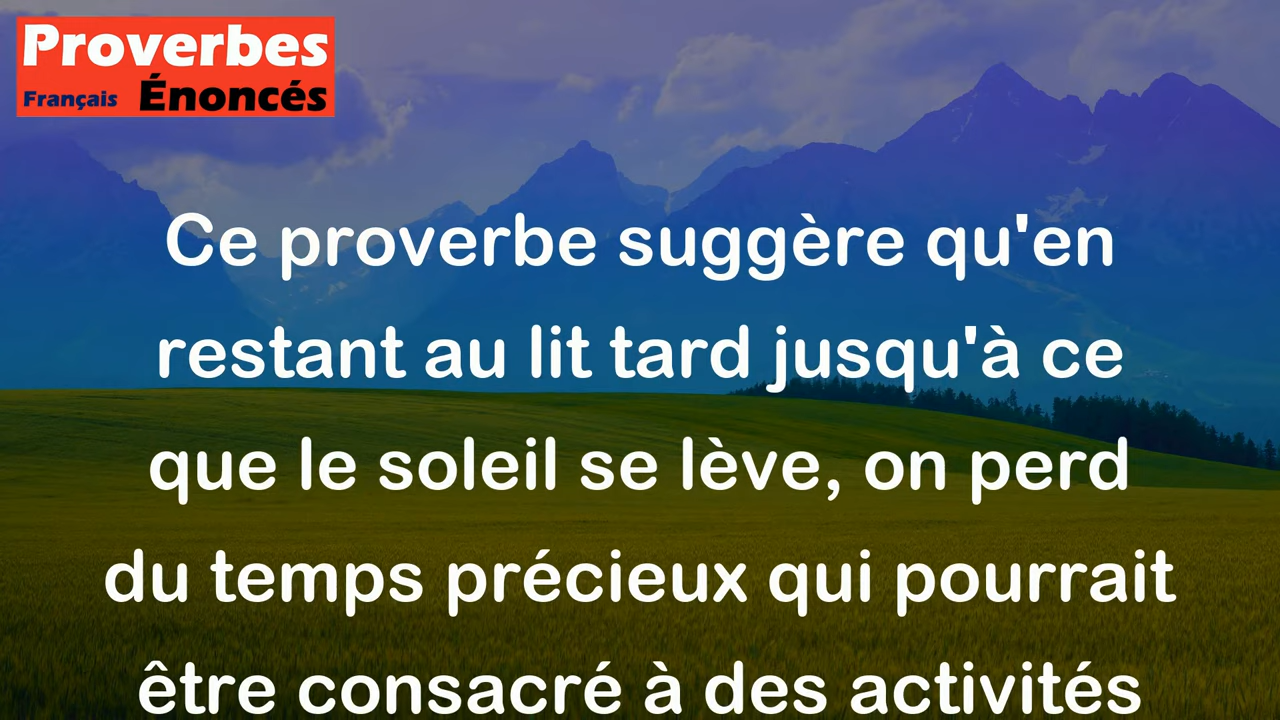 Proverbes
Français Énoncés
Ce proverbe suggère qu'en
restant au lit tard jusqu'à ce
que le soleil se lève, on perd
du temps précieux qui pourrait
être consacré à des activités